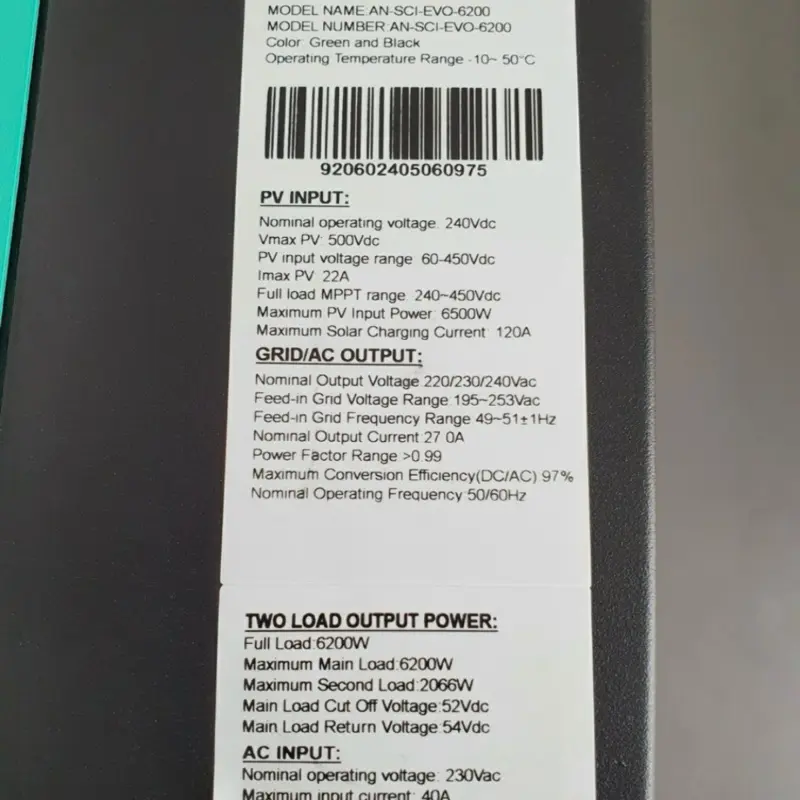 MODEL NAME:AN-SCI-EVO-6200
MODEL NUMBER:AN-SCI-EVO-6200
Color: Green and Black
Operating Temperature Range -10~ 50°C
920602405060975
PV INPUT:
Nominal operating voltage: 240Vdc
Vmax PV: 500Vdc
PV input voltage range: 60-450Vdc
Imax PV: 22A
Full load MPPT range: 240~450Vdc
Maximum PV Input Power: 6500W
Maximum Solar Charging Current: 120A
GRID/AC OUTPUT:
Nominal Output Voltage:220/230/240Vac
Feed-in Grid Voltage Range:195~253Vac
Feed-in Grid Frequency Range:49~51±1Hz
Nominal Output Current:27.0A
Power Factor Range:>0.99
Maximum Conversion Efficiency(DC/AC):97%
Nominal Operating Frequency:50/60Hz
TWO LOAD OUTPUT POWER:
Full Load:6200W
Maximum Main Load:6200W
Maximum Second Load:2066W
Main Load Cut Off Voltage:52Vdc
Main Load Return Voltage:54Vdc
AC INPUT:
Nominal operating voltage: 230Vac
Maximum input current: 40A